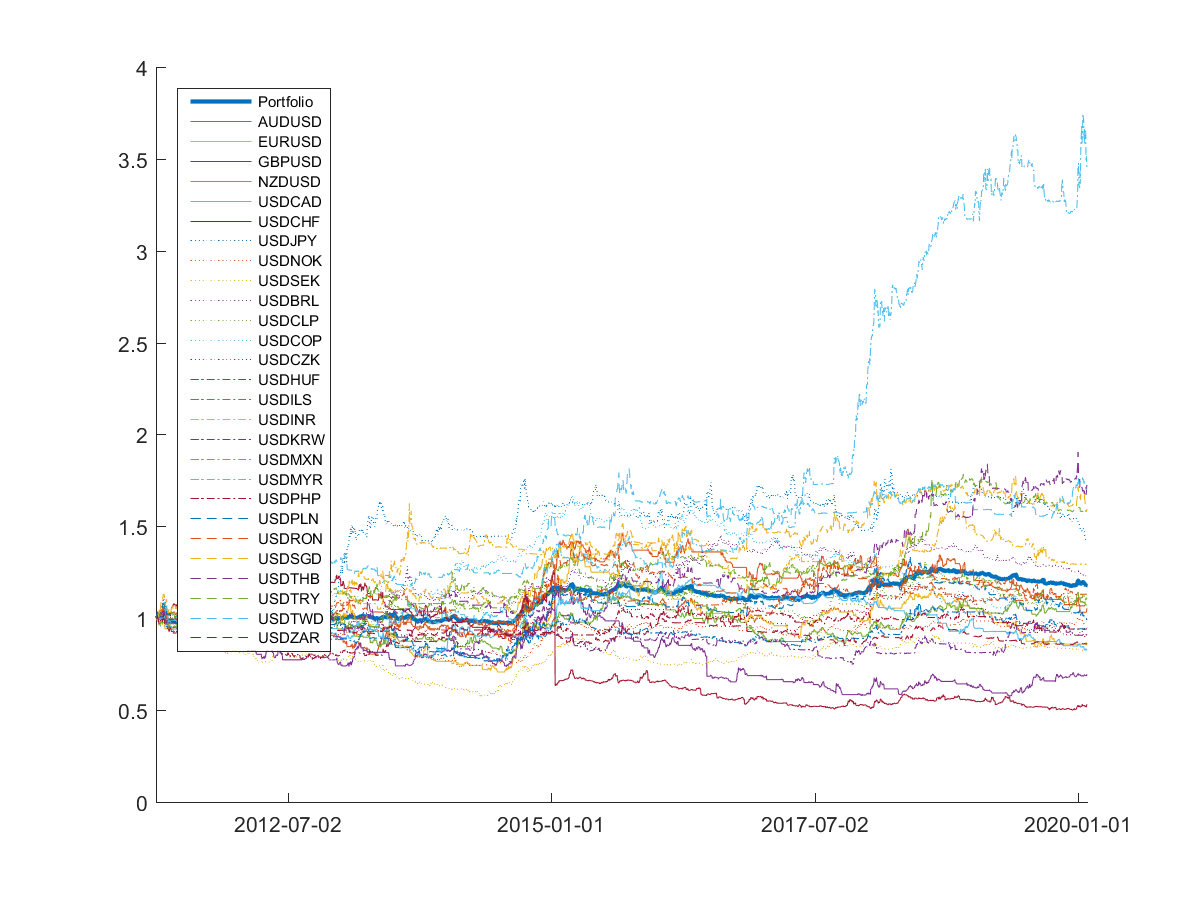 4
3.5
3
2.5
2
1.5
1
0.5
0
Portfolio
AUDUSD
EURUSD
GBPUSD
NZDUSD
USDCAD
USDCHF
USDJPY
USDNOK
USDSEK
USDBRL
USDCLP
USDCOP
USDCZK
USDHUF
USDILS
USDINR
USDKRW
USDMXN
USDMYR
USDPHP
USDPLN
USDRON
USDSGD
USDTHB
USDTRY
USDTWD
USDZAR
2012-07-02
2015-01-01
2017-07-02
2020-01-01